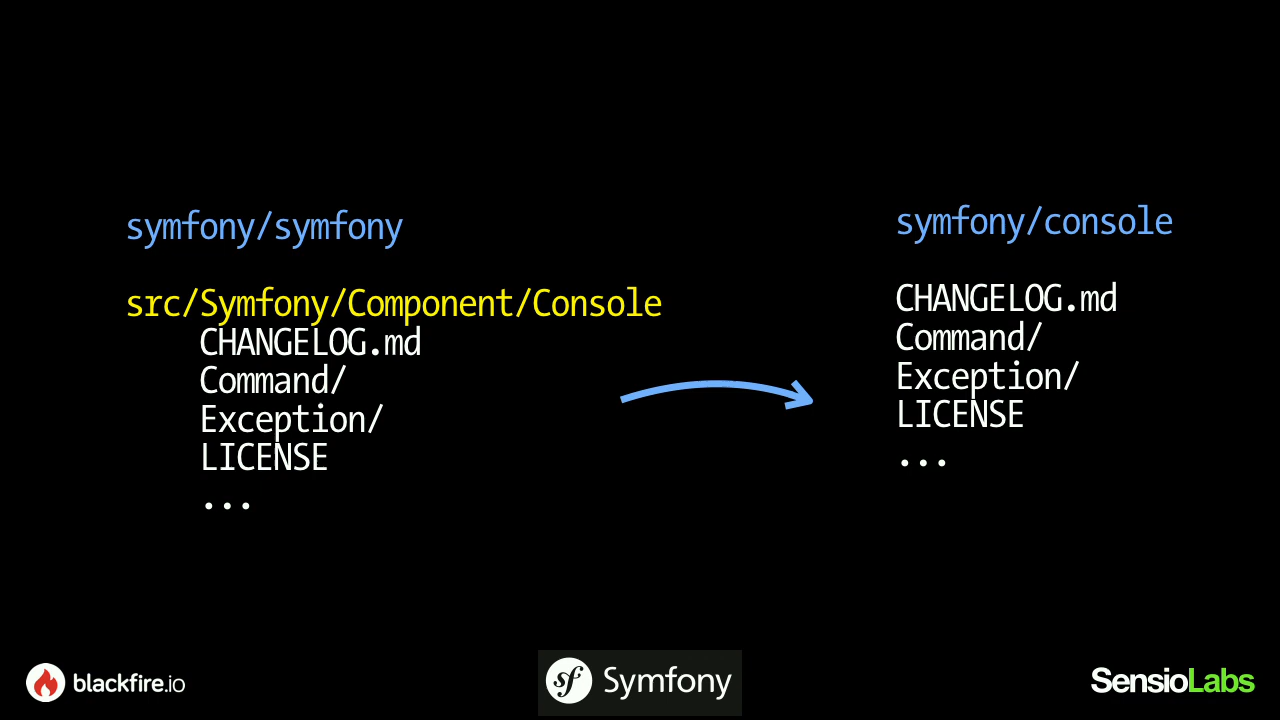 symfony/symfony
src/Symfony/Component/Console
CHANGELOG.md
Command/
Exception/
LICENSE
...
symfony/console
CHANGELOG.md
Command/
Exception/
LICENSE
...
blackfire.io
sf Symfony
SensioLabs